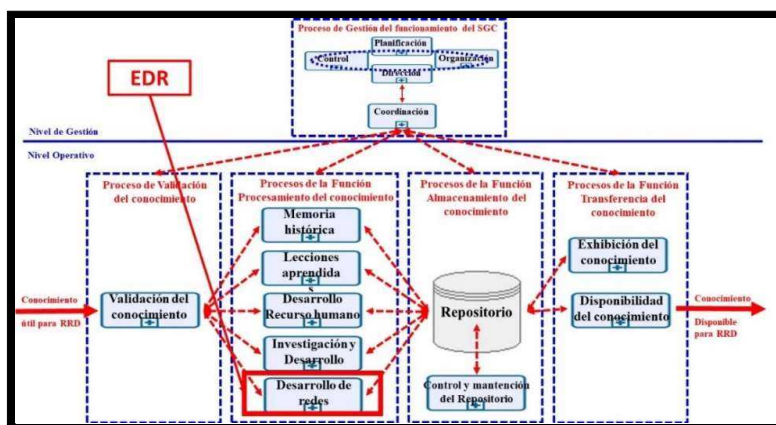 Proceso de Gestión del funcionamiento del SGC
Planificación
Control
Organización
Dirección
EDR
Coordinación
Nivel de Gestión
Nivel Operativo
Proceso de Validación
del conocimiento
Procesos de la Función
Procesamiento del conocimiento
Procesos de la Función
Almacenamiento del
conocimiento
Procesos de la Función
Transferencia del
conocimiento
Memoria
histórica
Lecciones
aprendida
s
Desarrollo
Recurso humano
Investigación y
Desarrollo
Desarrollo de
redes
Conocimiento
útil para RRD
Validación del
conocimiento
Repositorio
Control y mantención
del Repositorio
Exhibición del
conocimiento
Disponibilidad
del conocimiento
Conocimiento
Disponible
para RRD